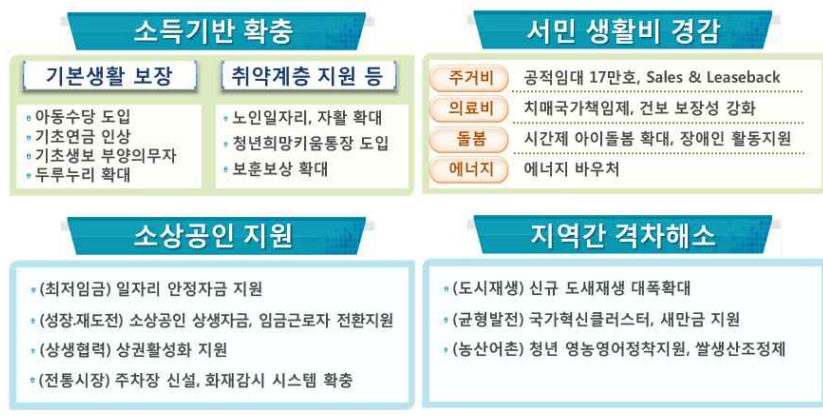 소득기반 확충
기본생활 보장
• 아동수당 도입
• 기초연금 인상
• 기초생보 부양의무자
• 두루누리 확대
취약계층 지원 등
• 노인일자리, 자활 확대
• 청년희망키움통장 도입
• 보훈보상 확대
서민 생활비 경감
주거비 공적임대 17만호, Sales & Leaseback
의료비 치매국가책임제, 건보 보장성 강화
돌봄 시간제 아이돌봄 확대, 장애인 활동지원
에너지 에너지 바우처
소상공인 지원
• (최저임금) 일자리 안정자금 지원
• (성장.재도전) 소상공인 상생자금, 임금근로자 전환지원
• (상생협력) 상권활성화 지원
• (전통시장) 주차장 신설, 화재감시 시스템 확충
지역간 격차해소
• (도시재생) 신규 도새재생 대폭확대
• (균형발전) 국가혁신클러스터, 새만금 지원
• (농산어촌) 청년 영농영어정착지원, 쌀생산조정제